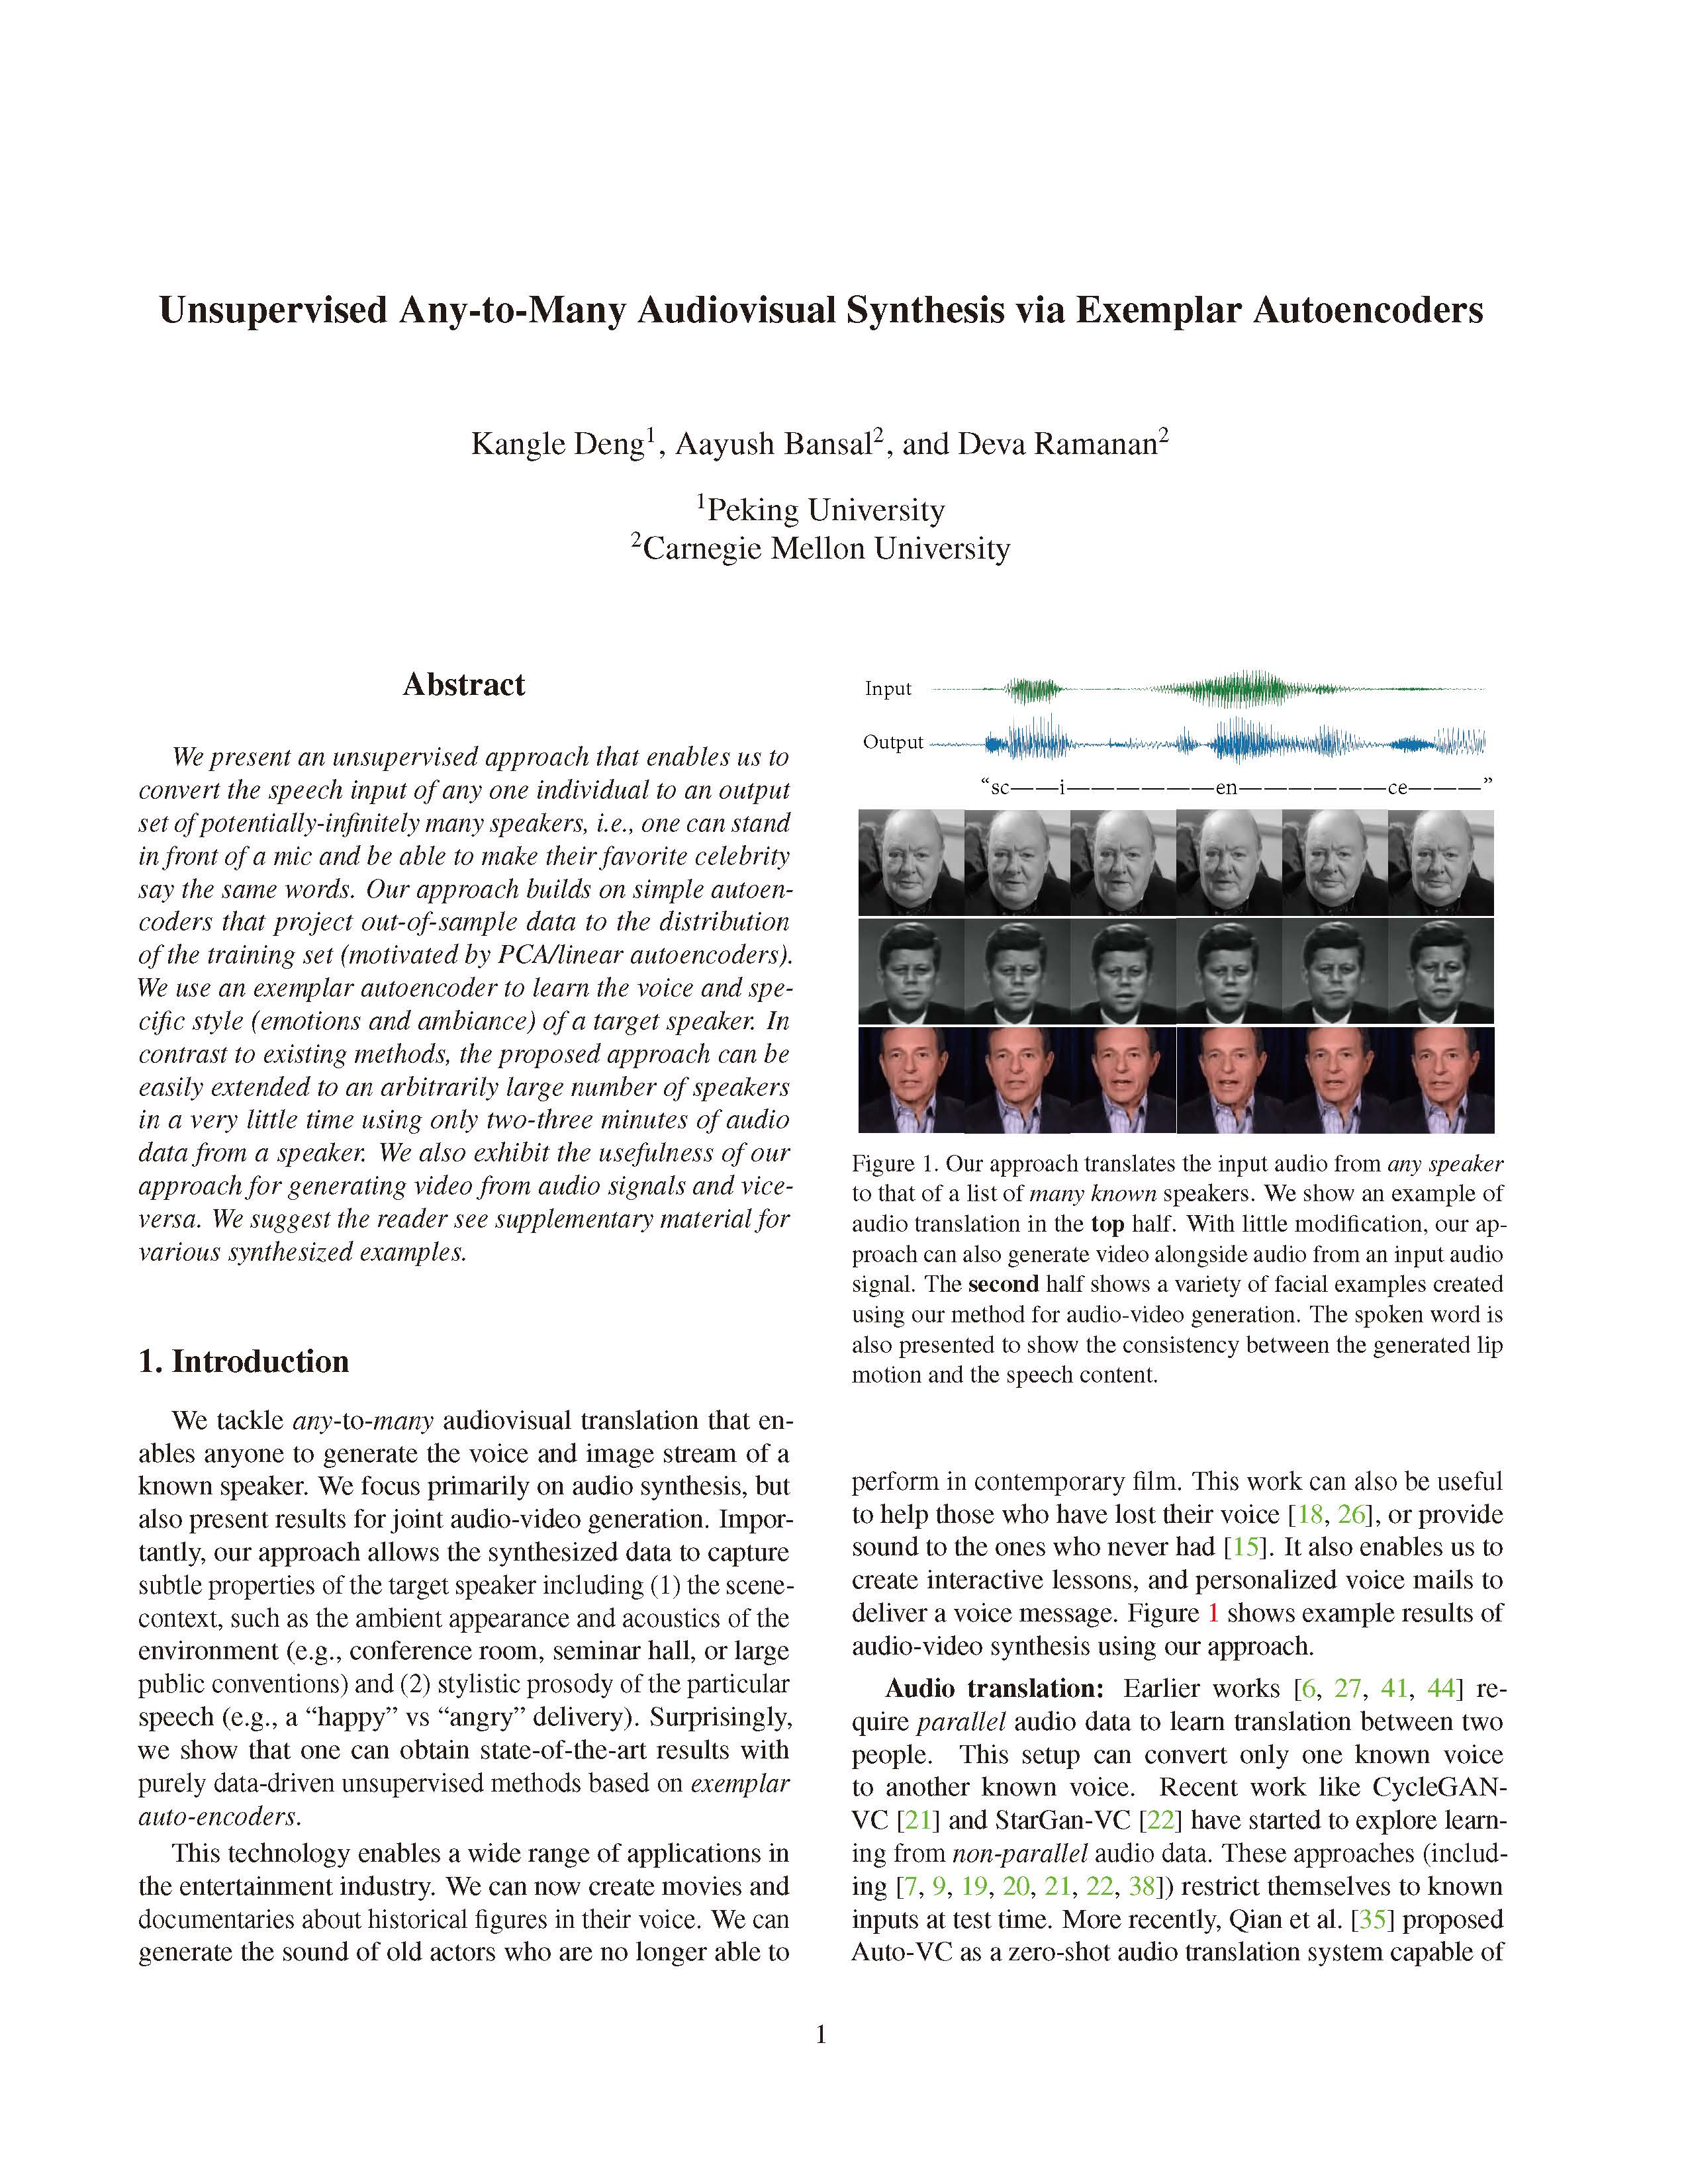 Unsupervised Any-to-Many Audiovisual Synthesis via Exemplar Autoencoders
Kangle Deng1, Aayush Bansal2, and Deva Ramanan2
1Peking University
2Carnegie Mellon University
Abstract
We present an unsupervised approach that enables us to
convert the speech input of any one individual to an output
set of potentially-infinitely many speakers, i.e., one can stand
in front of a mic and be able to make their favorite celebrity
say the same words. Our approach builds on simple autoen-
coders that project out-of-sample data to the distribution
of the training set (motivated by PCA/linear autoencoders).
We use an exemplar autoencoder to learn the voice and spe-
cific style (emotions and ambiance) of a target speaker. In
contrast to existing methods, the proposed approach can be
easily extended to an arbitrarily large number of speakers
in a very little time using only two-three minutes of audio
data from a speaker. We also exhibit the usefulness of our
approach for generating video from audio signals and vice-
versa. We suggest the reader see supplementary material for
various synthesized examples.
1. Introduction
We tackle any-to-many audiovisual translation that en-
ables anyone to generate the voice and image stream of a
known speaker. We focus primarily on audio synthesis, but
also present results for joint audio-video generation. Impor-
tantly, our approach allows the synthesized data to capture
subtle properties of the target speaker including (1) the scene-
context, such as the ambient appearance and acoustics of the
environment (e.g., conference room, seminar hall, or large
public conventions) and (2) stylistic prosody of the particular
speech (e.g., a “happy” vs “angry” delivery). Surprisingly,
we show that one can obtain state-of-the-art results with
purely data-driven unsupervised methods based on exemplar
auto-encoders.
This technology enables a wide range of applications in
the entertainment industry. We can now create movies and
documentaries about historical figures in their voice. We can
generate the sound of old actors who are no longer able to
Input
Output
“sc——i——————en——————ce———”
Figure 1. Our approach translates the input audio from any speaker
to that of a list of many known speakers. We show an example of
audio translation in the top half. With little modification, our ap-
proach can also generate video alongside audio from an input audio
signal. The second half shows a variety of facial examples created
using our method for audio-video generation. The spoken word is
also presented to show the consistency between the generated lip
motion and the speech content.
perform in contemporary film. This work can also be useful
to help those who have lost their voice [18, 26], or provide
sound to the ones who never had [15]. It also enables us to
create interactive lessons, and personalized voice mails to
deliver a voice message. Figure 1 shows example results of
audio-video synthesis using our approach.
Audio translation: Earlier works [6, 27, 41, 44] re-
quire parallel audio data to learn translation between two
people. This setup can convert only one known voice
to another known voice. Recent work like CycleGAN-
VC [21] and StarGan-VC [22] have started to explore learn-
ing from non-parallel audio data. These approaches (includ-
ing [7, 9, 19, 20, 21, 22, 38]) restrict themselves to known
inputs at test time. More recently, Qian et al. [35] proposed
Auto-VC as a zero-shot audio translation system capable of
1